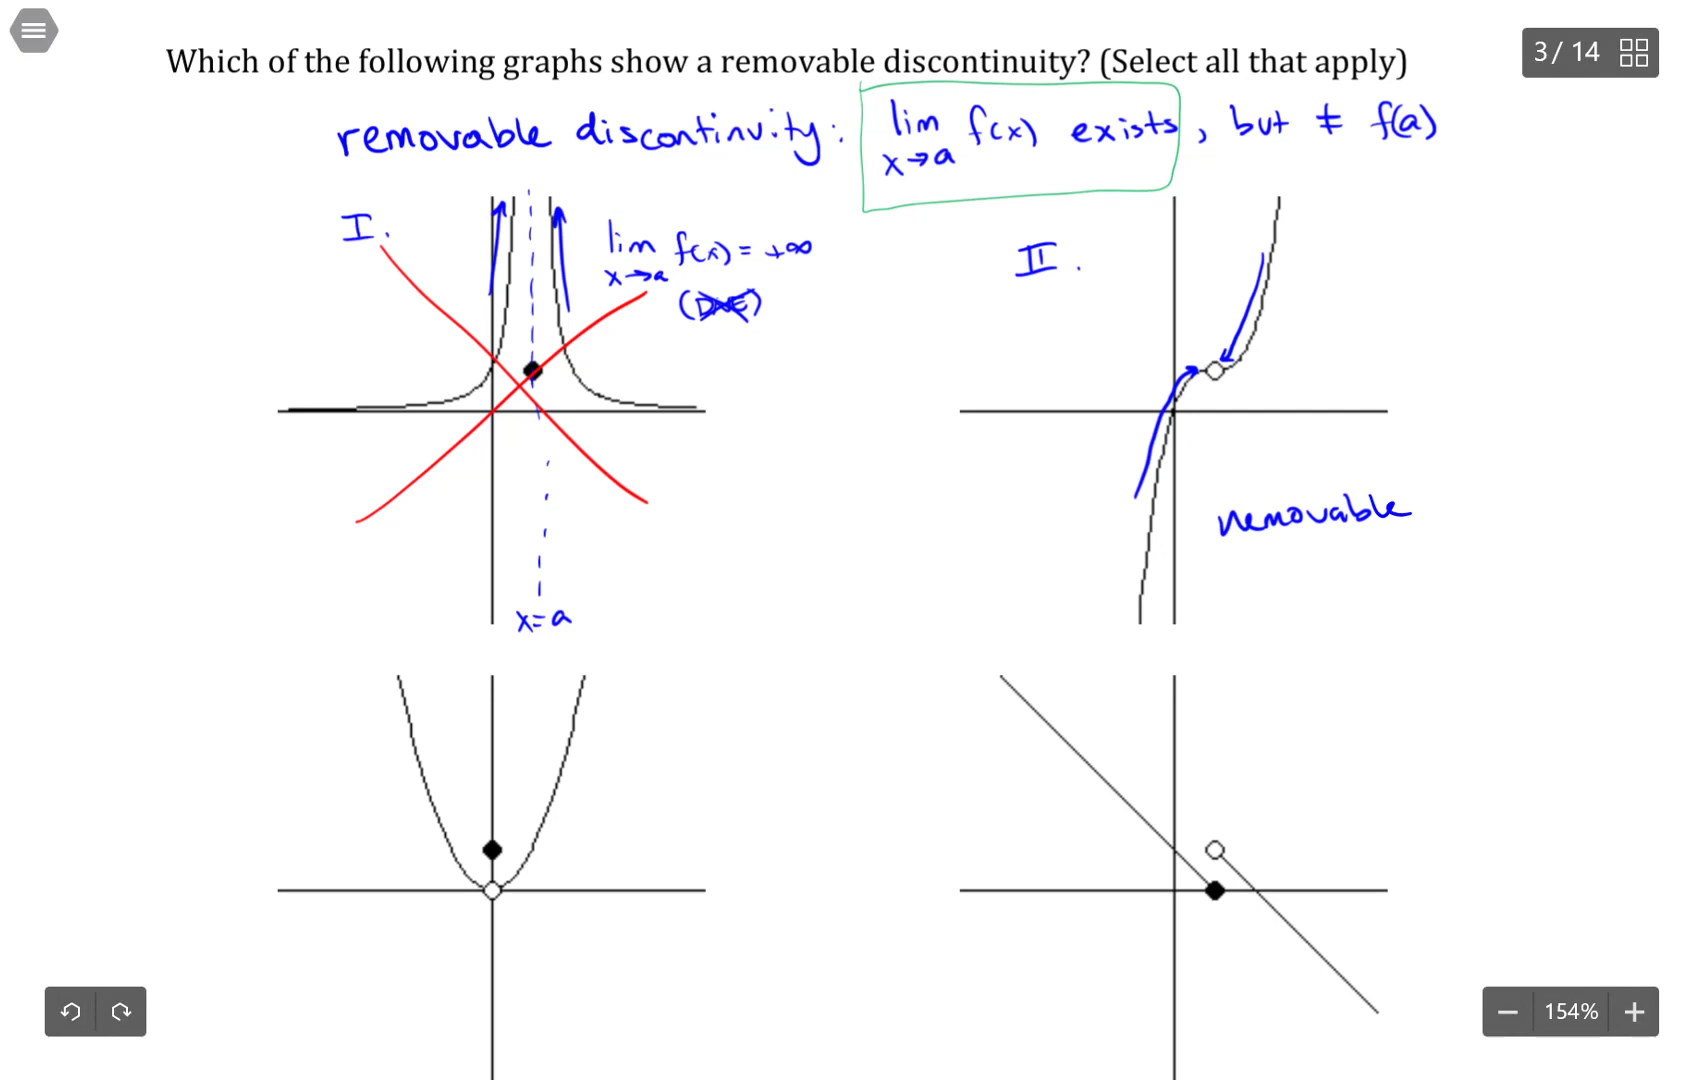 Which of the following graphs show a removable discontinuity? (Select all that apply)
3 / 14
removable discontinuity: lim x→a f(x) exists, but ≠ f(a)
I.
lim x→a f(x) = +∞
(DNE)
x=a
II.
removable
154%